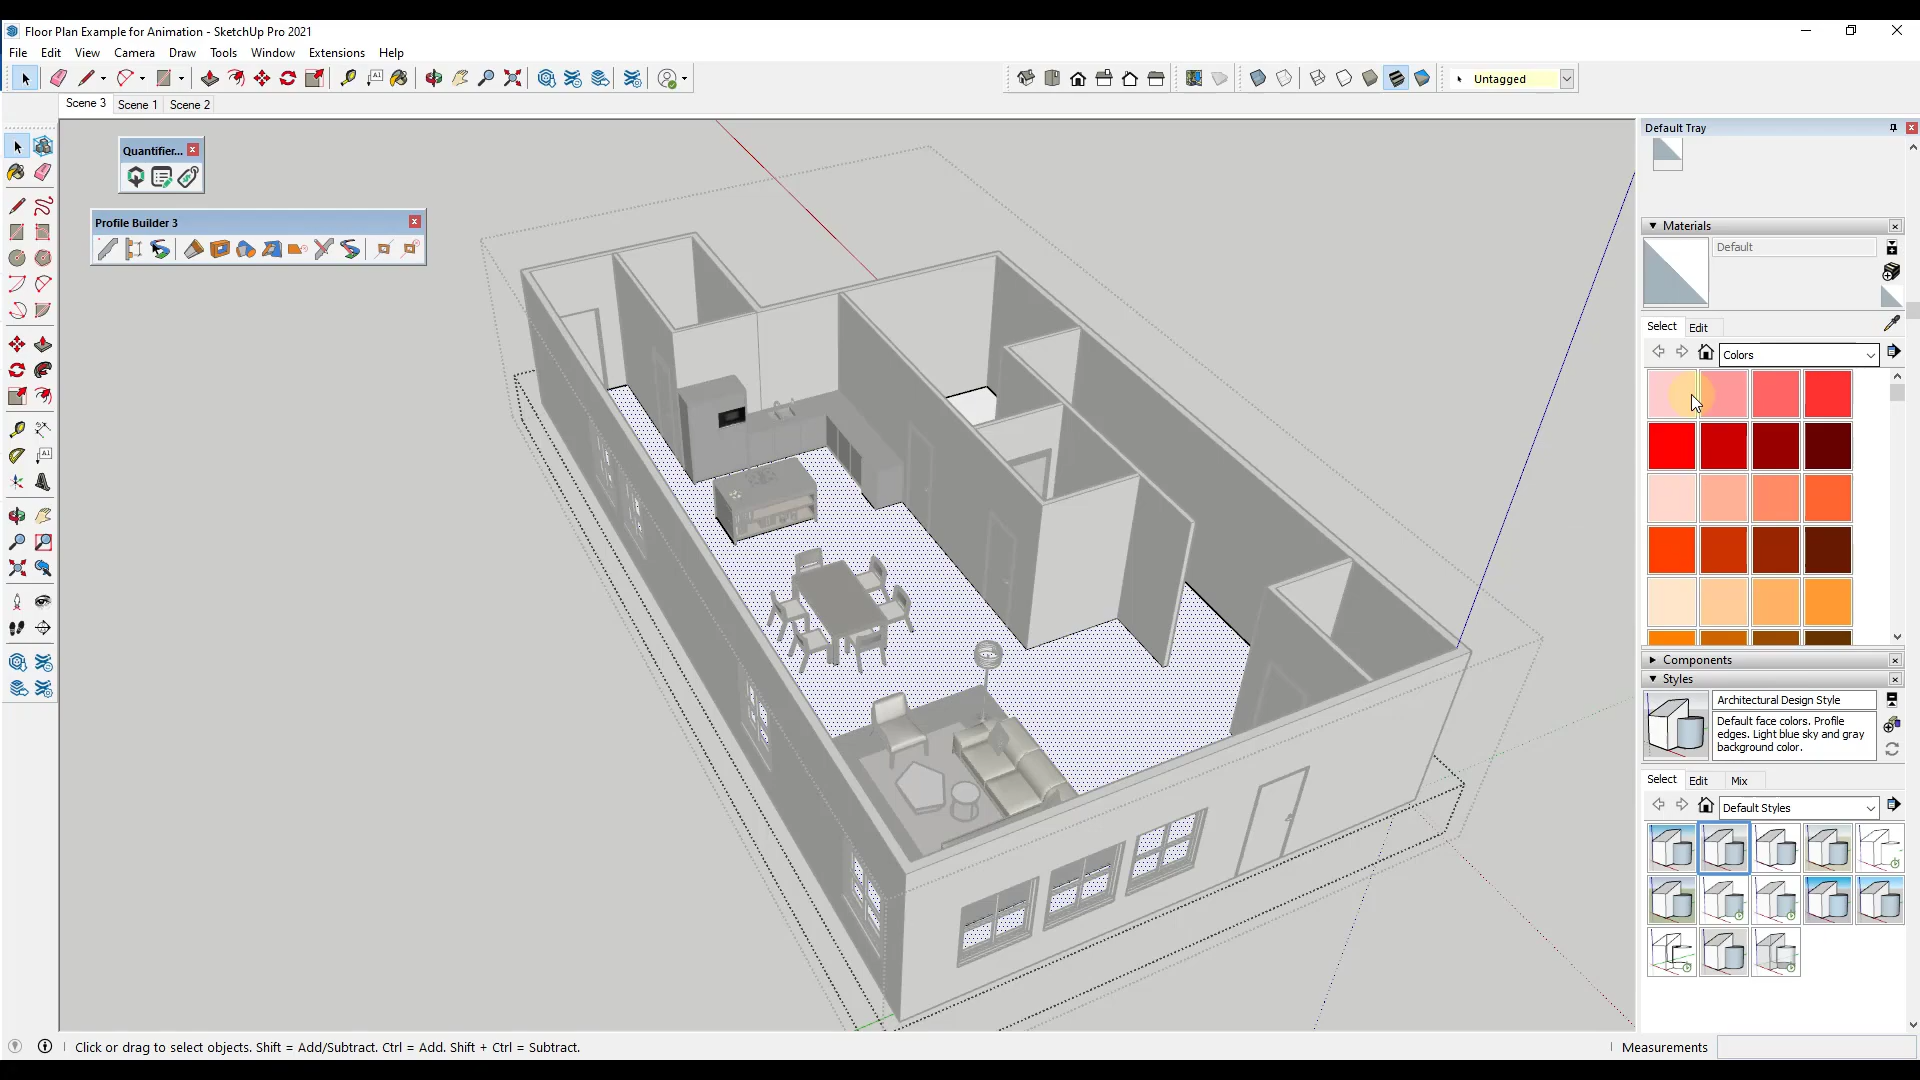 Floor Plan Example for Animation - SketchUp Pro 2021
File Edit View Camera Draw Tools Window Extensions Help
A1
Untagged
Scene 3 Scene 1 Scene 2
Default Tray
Quantifier...
Profile Builder 3
Materials
Default
Select Edit
Colors
A1
Components
Styles
Architectural Design Style
Default face colors. Profile
edges. Light blue sky and gray
background color.
Select Edit Mix
Default Styles
Click or drag to select objects. Shift = Add/Subtract. Ctrl = Add. Shift + Ctrl = Subtract.
Measurements